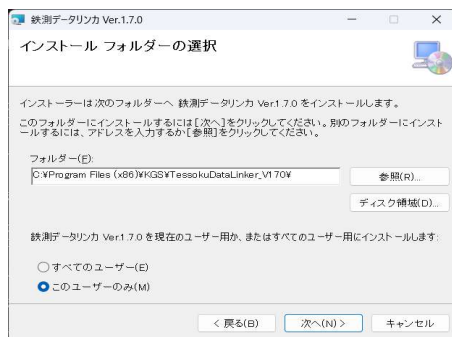 鉄測データリンカ Ver.1.7.0
インストール フォルダーの選択
インストーラーは次のフォルダーへ 鉄測データリンカ Ver.1.7.0 をインストールします。
このフォルダーにインストールするには[次へ]をクリックしてください。別のフォルダーにインスト
ールするには、アドレスを入力するか[参照]をクリックしてください。
フォルダー(F):
C:¥Program Files (x86)¥KGS¥TessokuDataLinker_V170¥
参照(R)...
ディスク領域(D)...
鉄測データリンカ Ver.1.7.0 を現在のユーザー用か、またはすべてのユーザー用にインストールします:
すべてのユーザー(E)
このユーザーのみ(M)
< 戻る(B)
次へ(N) >
キャンセル